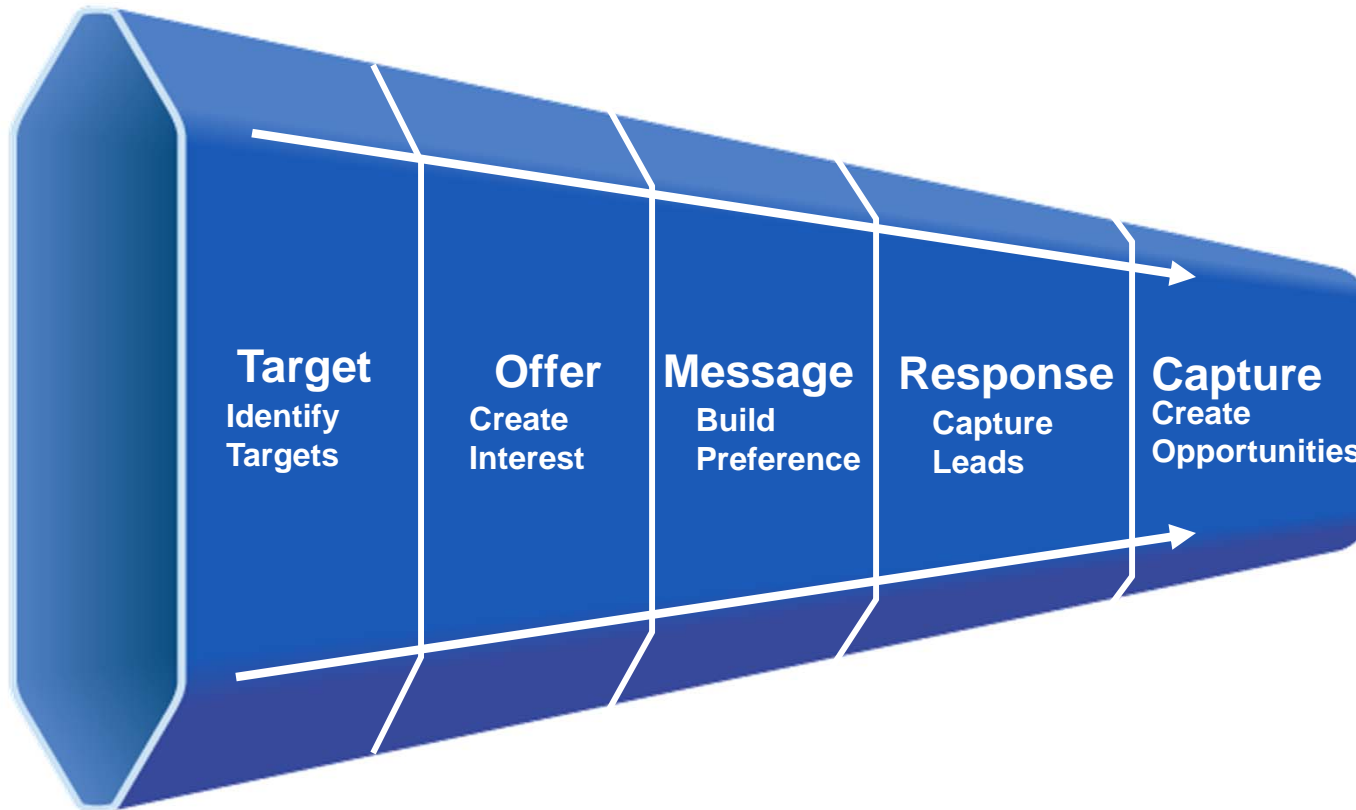 Target
Identify
Targets
Offer
Create
Interest
Message
Build
Preference
Response
Capture
Leads
Capture
Create
Opportunities